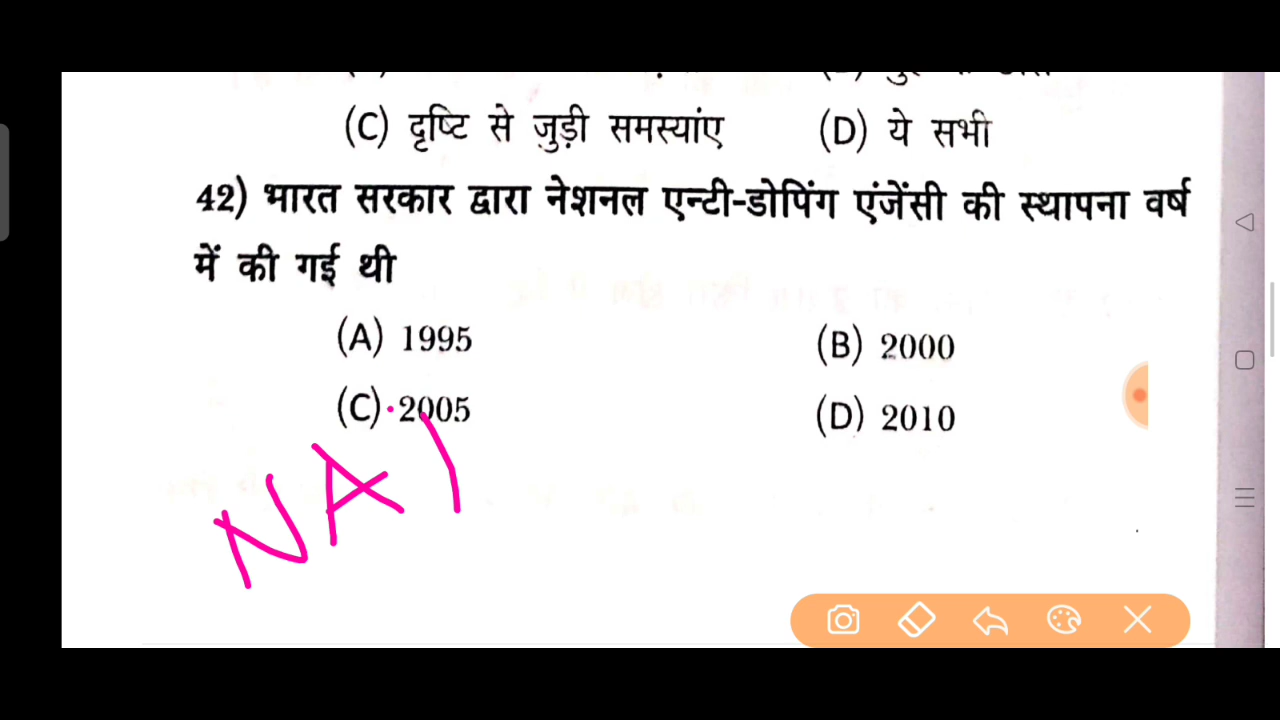 (C) दृष्टि से जुड़ी समस्यांए (D) ये सभी
42) भारत सरकार द्वारा नेशनल एन्टी-डोपिंग एंजेंसी की स्थापना वर्ष
में की गई थी
(A) 1995 (B) 2000
(C) 2005 (D) 2010
NA